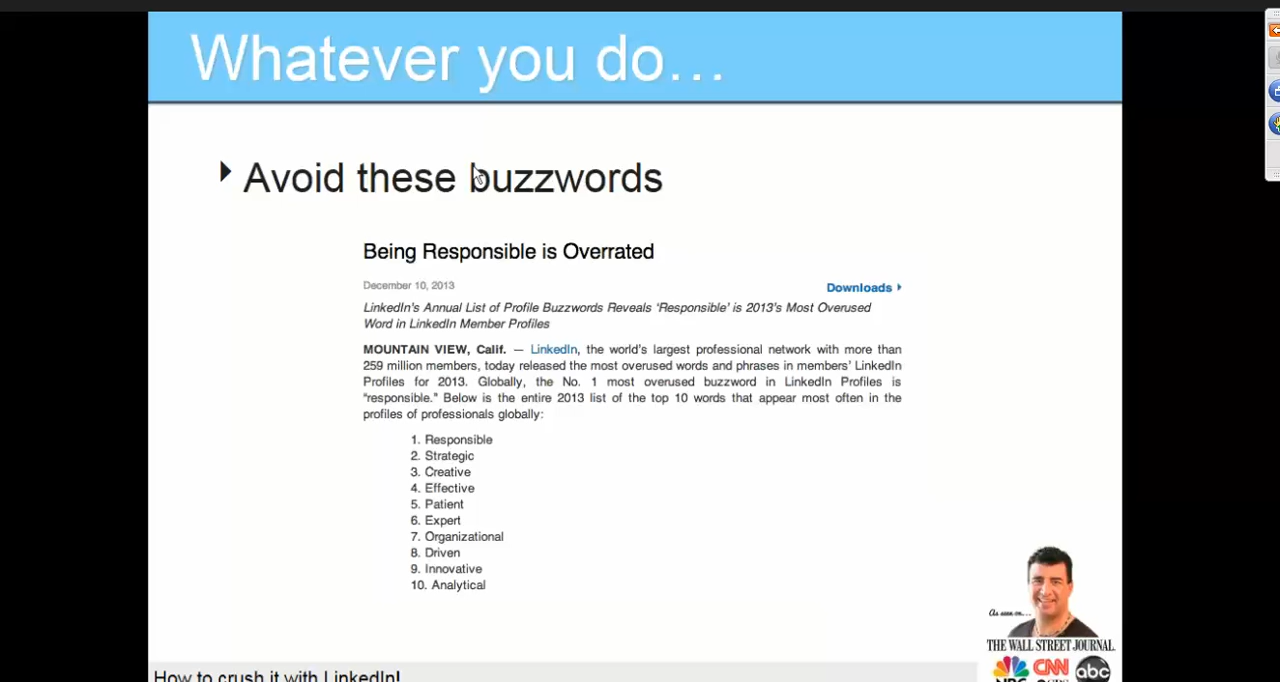 Whatever you do…
Avoid these buzzwords
Being Responsible is Overrated
December 10, 2013
Downloads
LinkedIn's Annual List of Profile Buzzwords Reveals 'Responsible' is 2013's Most Overused
Word in LinkedIn Member Profiles
MOUNTAIN VIEW, Calif. — LinkedIn, the world's largest professional network with more than
259 million members, today released the most overused words and phrases in members' LinkedIn
Profiles for 2013. Globally, the No. 1 most overused buzzword in LinkedIn Profiles is
"responsible." Below is the entire 2013 list of the top 10 words that appear most often in the
profiles of professionals globally:
1. Responsible
2. Strategic
3. Creative
4. Effective
5. Patient
6. Expert
7. Organizational
8. Driven
9. Innovative
10. Analytical
As seen on...
THE WALL STREET JOURNAL.
NBC CNN abc
How to crush it with LinkedIn!